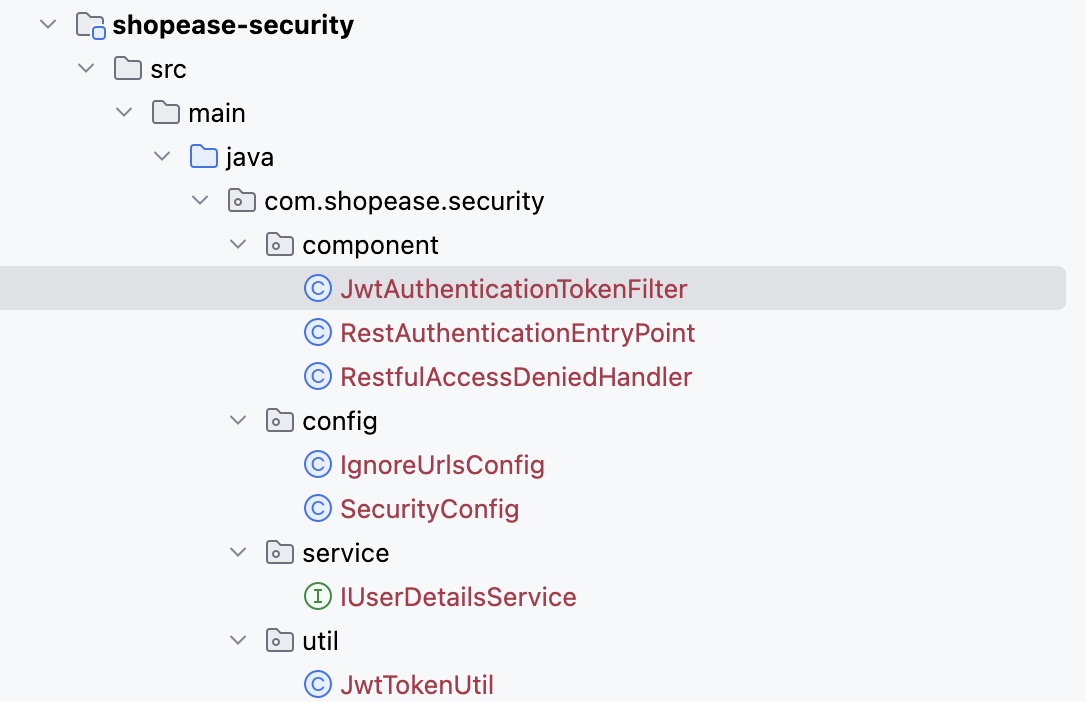 shopease-security
src
main
java
com.shopease.security
component
JwtAuthenticationTokenFilter
RestAuthenticationEntryPoint
RestfulAccessDeniedHandler
config
IgnoreUrlsConfig
SecurityConfig
service
IUserDetailsService
util
JwtTokenUtil